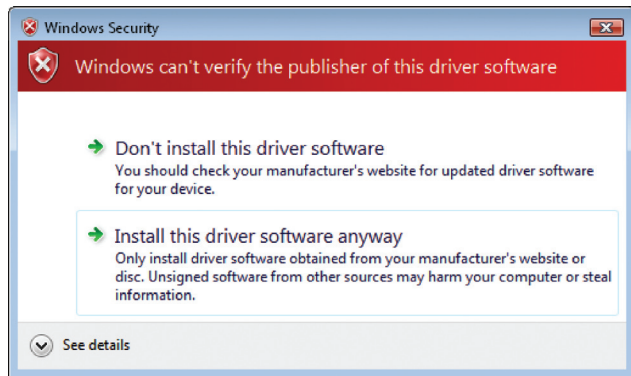 Windows Security
Windows can't verify the publisher of this driver software
Don't install this driver software
You should check your manufacturer's website for updated driver software
for your device.
Install this driver software anyway
Only install driver software obtained from your manufacturer's website or
disc. Unsigned software from other sources may harm your computer or steal
information.
See details